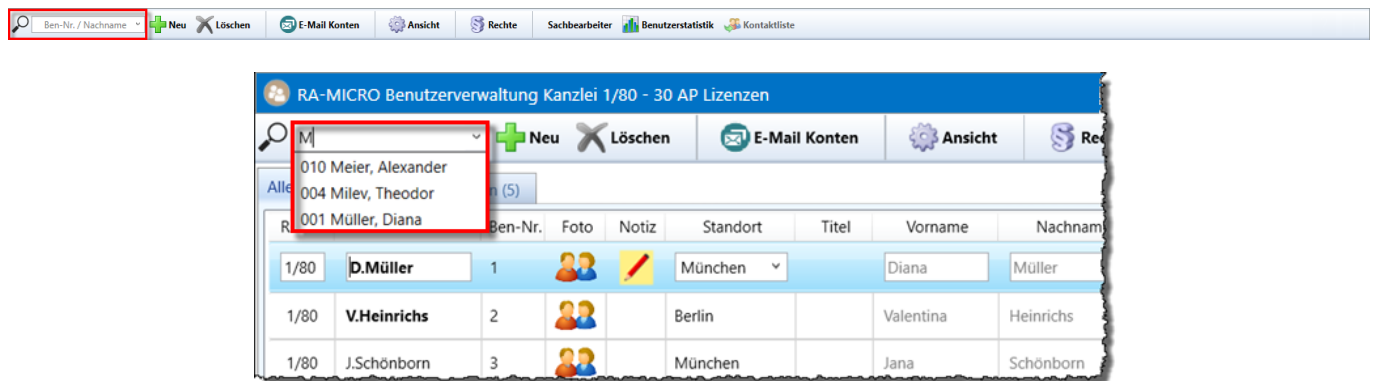 Ben-Nr. / Nachname Neu Löschen E-Mail Konten Ansicht Rechte Sachbearbeiter Benutzerstatistik Kontaktliste
RA-MICRO Benutzerverwaltung Kanzlei 1/80 - 30 AP Lizenzen
M Neu Löschen E-Mail Konten Ansicht Re
010 Meier, Alexander
Alle 004 Milev, Theodor n (5)
001 Müller, Diana
R Ben-Nr. Foto Notiz Standort Titel Vorname Nachnam
1/80 D.Müller 1 München Diana Müller
1/80 V.Heinrichs 2 Berlin Valentina Heinrichs
1/80 J.Schönborn 3 München Jana Schönborn